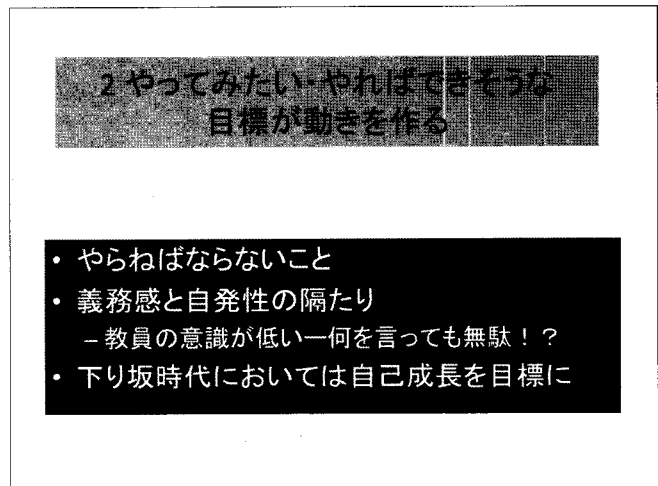 2 やってみたい・やればできそうな
目標が動きを作る
• やらねばならないこと
• 義務感と自発性の隔たり
– 教員の意識が低い―何を言っても無駄！？
• 下り坂時代においては自己成長を目標に